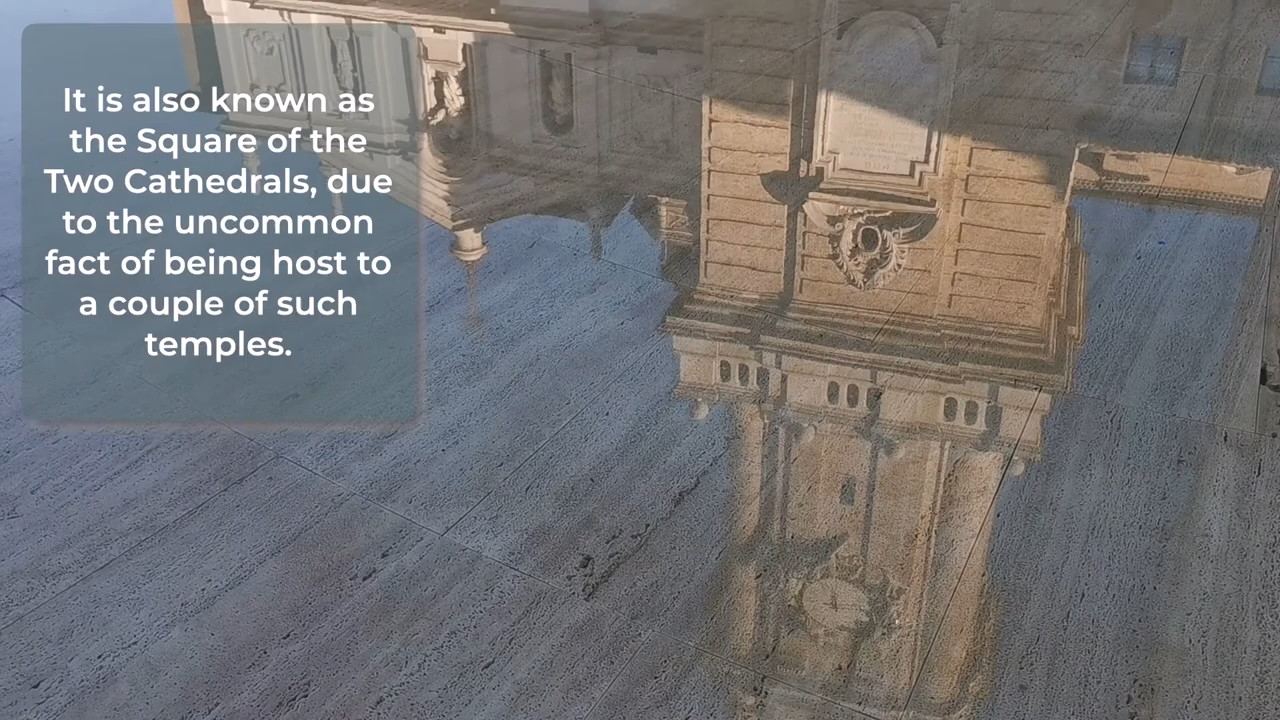 It is also known as
the Square of the
Two Cathedrals, due
to the uncommon
fact of being host to
a couple of such
temples.